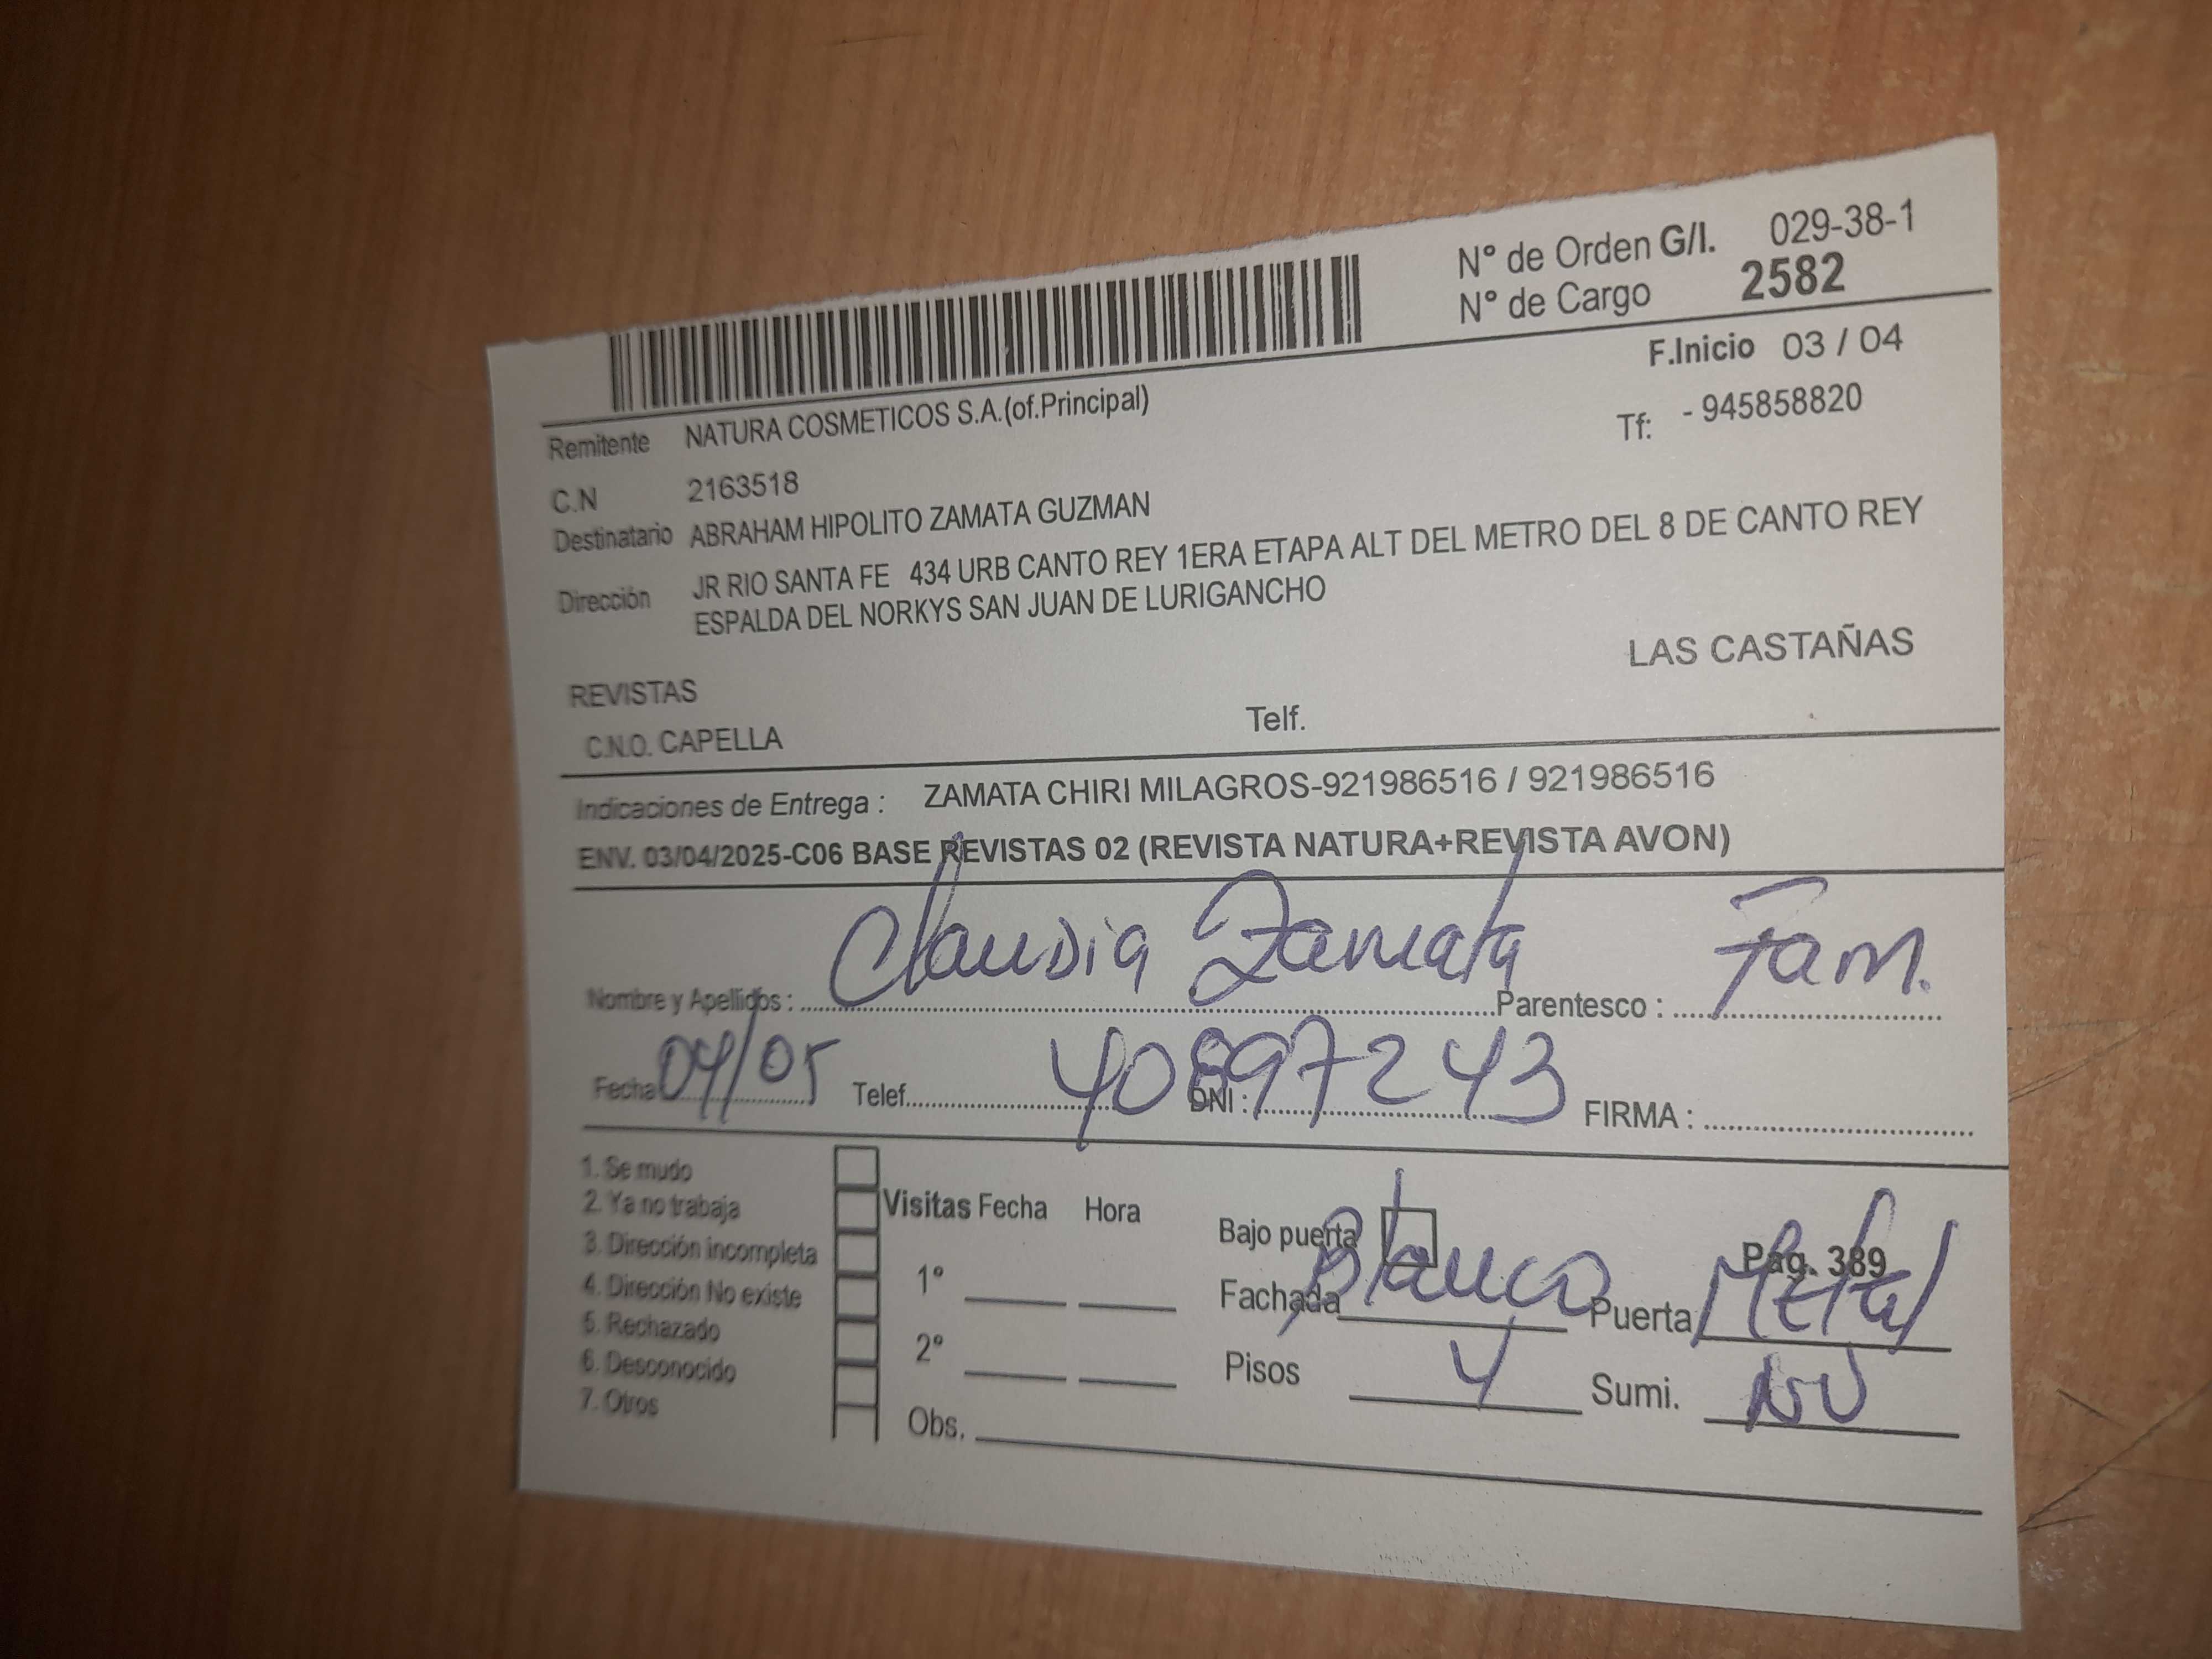 N° de Orden G/I. 029-38-1
N° de Cargo 2582
F.Inicio 03 / 04
Remitente NATURA COSMETICOS S.A.(of.Principal)
Tf: - 945858820
C.N 2163518
Destinatario ABRAHAM HIPOLITO ZAMATA GUZMAN
Dirección JR RIO SANTA FE 434 URB CANTO REY 1ERA ETAPA ALT DEL METRO DEL 8 DE CANTO REY
ESPALDA DEL NORKYS SAN JUAN DE LURIGANCHO
LAS CASTAÑAS
REVISTAS
C.N.O. CAPELLA Telf.
Indicaciones de Entrega : ZAMATA CHIRI MILAGROS-921986516 / 921986516
ENV. 03/04/2025-C06 BASE REVISTAS 02 (REVISTA NATURA+REVISTA AVON)
Nombre y Apellidos : Claudia Zamata Parentesco : Fam.
Fecha 04/05 Telef. DNI : 40897243 FIRMA :
1. Se mudo
2. Ya no trabaja
3. Dirección incompleta
4. Dirección No existe
5. Rechazado
6. Desconocido
7. Otros
Visitas Fecha Hora
1°
2°
Obs.
Bajo puerta Pag. 389
Fachada Blanco Puerta Metal
Pisos 4 Sumi.